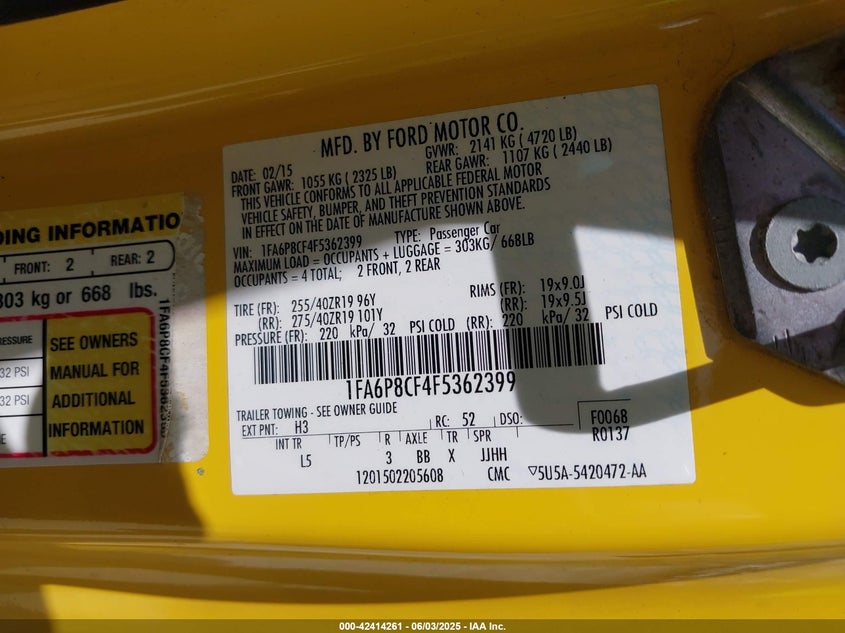 DING INFORMATIO
FRONT: 2 REAR: 2
303 kg or 668 lbs.
RESSURE
32 PSI
32 PSI
NE
SEE OWNERS
MANUAL FOR
ADDITIONAL
INFORMATION
1FA6P8CF4F5362399
MFD. BY FORD MOTOR CO.
DATE: 02/15 GVWR: 2141 KG ( 4720 LB)
FRONT GAWR: 1055 KG ( 2325 LB) REAR GAWR: 1107 KG ( 2440 LB)
THIS VEHICLE CONFORMS TO ALL APPLICABLE FEDERAL MOTOR
VEHICLE SAFETY, BUMPER, AND THEFT PREVENTION STANDARDS
IN EFFECT ON THE DATE OF MANUFACTURE SHOWN ABOVE.
VIN: 1FA6P8CF4F5362399 TYPE: Passenger Car
MAXIMUM LOAD = OCCUPANTS + LUGGAGE = 303KG/ 668LB
OCCUPANTS = 4 TOTAL; 2 FRONT, 2 REAR
TIRE (FR): 255/40ZR19 96Y RIMS (FR): 19x9.0J
(RR): 275/40ZR19 101Y (RR): 19x9.5J
PRESSURE (FR): 220 kPa/ 32 PSI COLD (RR): 220 kPa/ 32 PSI COLD
1FA6P8CF4F5362399
TRAILER TOWING - SEE OWNER GUIDE
EXT PNT: H3 RC: 52 DSO: F0068
R0137
INT TR TP/PS R AXLE TR SPR
L5 3 BB X JJHH
1201502205608 CMC ▽5U5A-5420472-AA
000-42414261 - 06/03/2025 - IAA Inc.